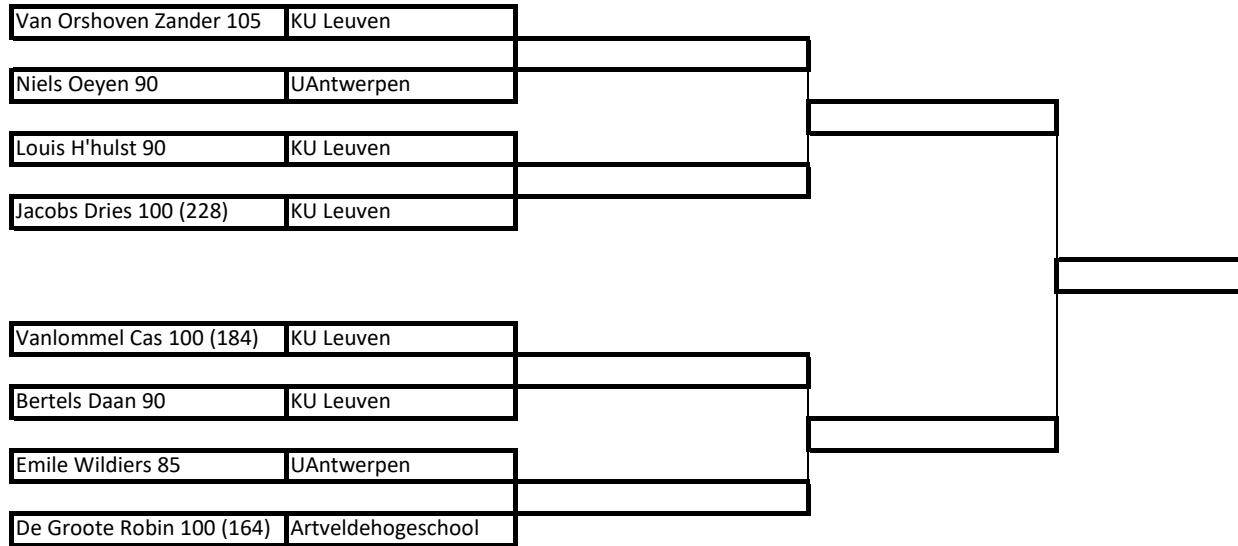 Van Orshoven Zander 105 KU Leuven
Niels Oeyen 90 UAntwerpen
Louis H'hulst 90 KU Leuven
Jacobs Dries 100 (228) KU Leuven
Vanlommel Cas 100 (184) KU Leuven
Bertels Daan 90 KU Leuven
Emile Wildiers 85 UAntwerpen
De Groote Robin 100 (164) Artveldehogeschool